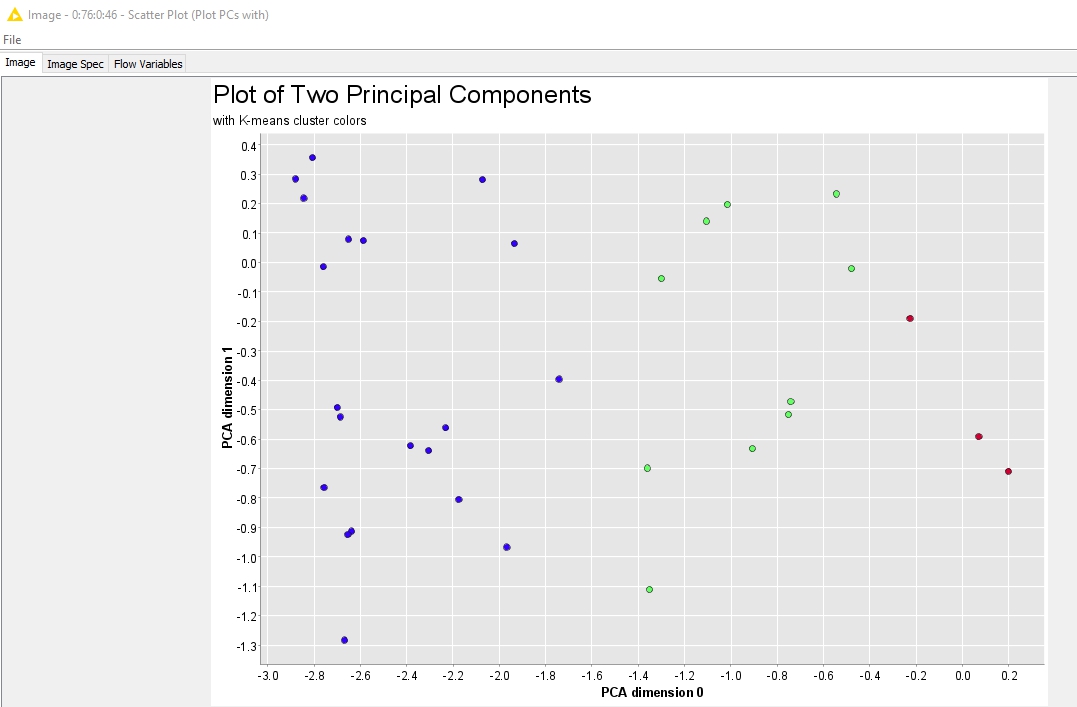 Image - 0:76:0:46 - Scatter Plot (Plot PCs with)
File
Image Image Spec Flow Variables
Plot of Two Principal Components
with K-means cluster colors
0.4
0.3
0.2
0.1
0.0
-0.1
-0.2
-0.3
-0.4
-0.5
-0.6
-0.7
-0.8
-0.9
-1.0
-1.1
-1.2
-1.3
PCA dimension 1
-3.0 -2.8 -2.6 -2.4 -2.2 -2.0 -1.8 -1.6 -1.4 -1.2 -1.0 -0.8 -0.6 -0.4 -0.2 0.0 0.2
PCA dimension 0